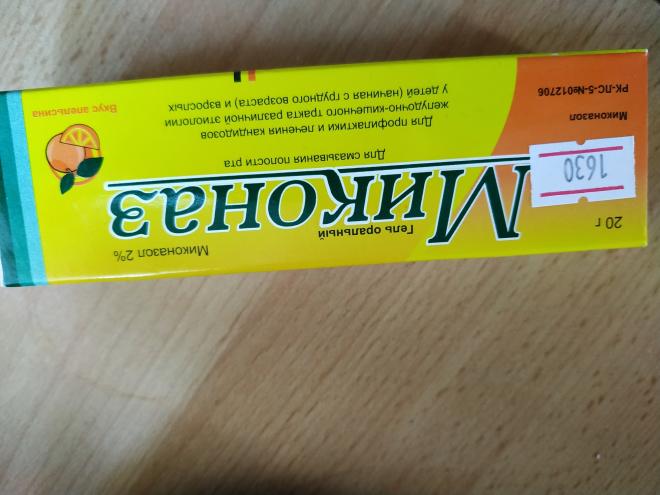 20 г
Миконазол 2%
Гель оральный
Миконаз
1630
Для смазывания полости рта
Миконазол
Для профилактики и лечения кандидозов
желудочно-кишечного тракта различной этиологии
у детей (начиная с грудного возраста) и взрослых
РК-ЛС-5-№012706
Вкус апельсина